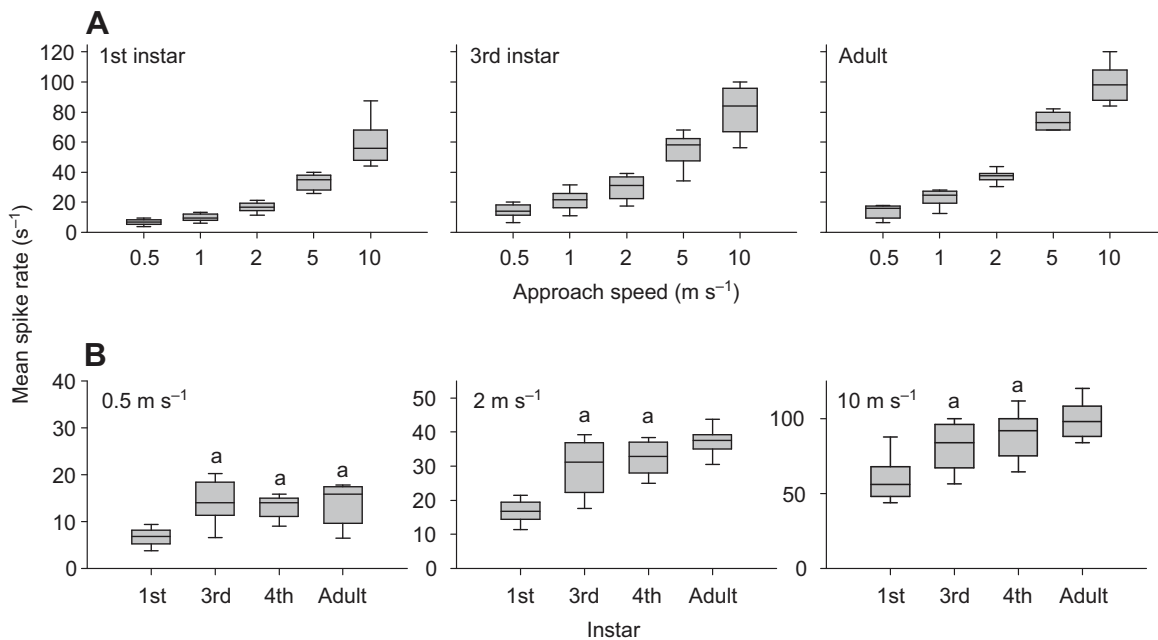 A
1st instar
3rd instar
Adult
120
100
80
60
40
20
0
0.5 1 2 5 10
0.5 1 2 5 10
0.5 1 2 5 10
Approach speed (m s⁻¹)
Mean spike rate (s⁻¹)
B
0.5 m s⁻¹
40
30
20
10
0
a
a
a
1st 3rd 4th Adult
2 m s⁻¹
50
40
30
20
10
0
a
a
1st 3rd 4th Adult
10 m s⁻¹
100
50
0
a
a
1st 3rd 4th Adult
Instar